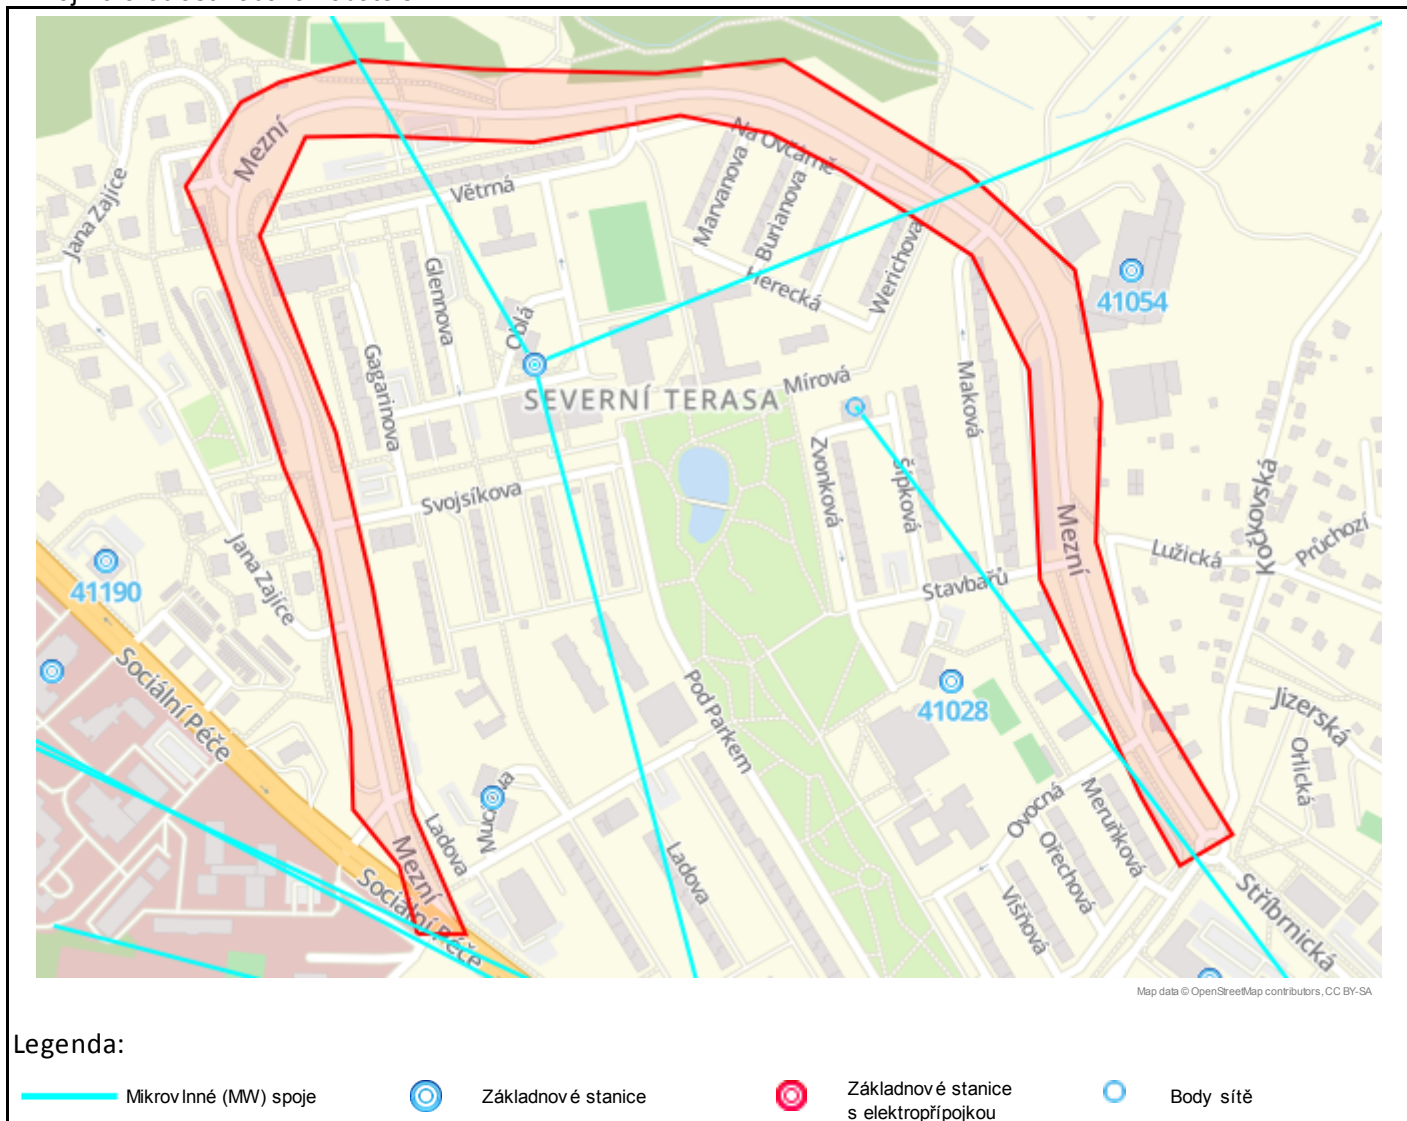 Mezní
Na Ovčárně
Jana Zajíce
Větrná
Marvanova
Burianova
Werichova
Herecká
Glennova
Oblá
41054
Gagarinova
SEVERNÍ TERASA
Mírová
Maková
Zvonková
Šípková
Svojsíkova
Kočkovská
Průchozí
Mezní
Lužická
Jana Zajíce
41190
Stavbařů
Sociální Péče
Pod Parkem
41028
Jizerská
Orlická
Ladova
Ladova
Ovocná
Meruňková
Ořechová
Višňová
Mezní
Sociální Péče
Stříbrnická
Map data © OpenStreetMap contributors, CC BY-SA
Legenda:
Mikrovlnné (MW) spoje
Základnové stanice
Základnové stanice
s elektropřípojkou
Body sítě